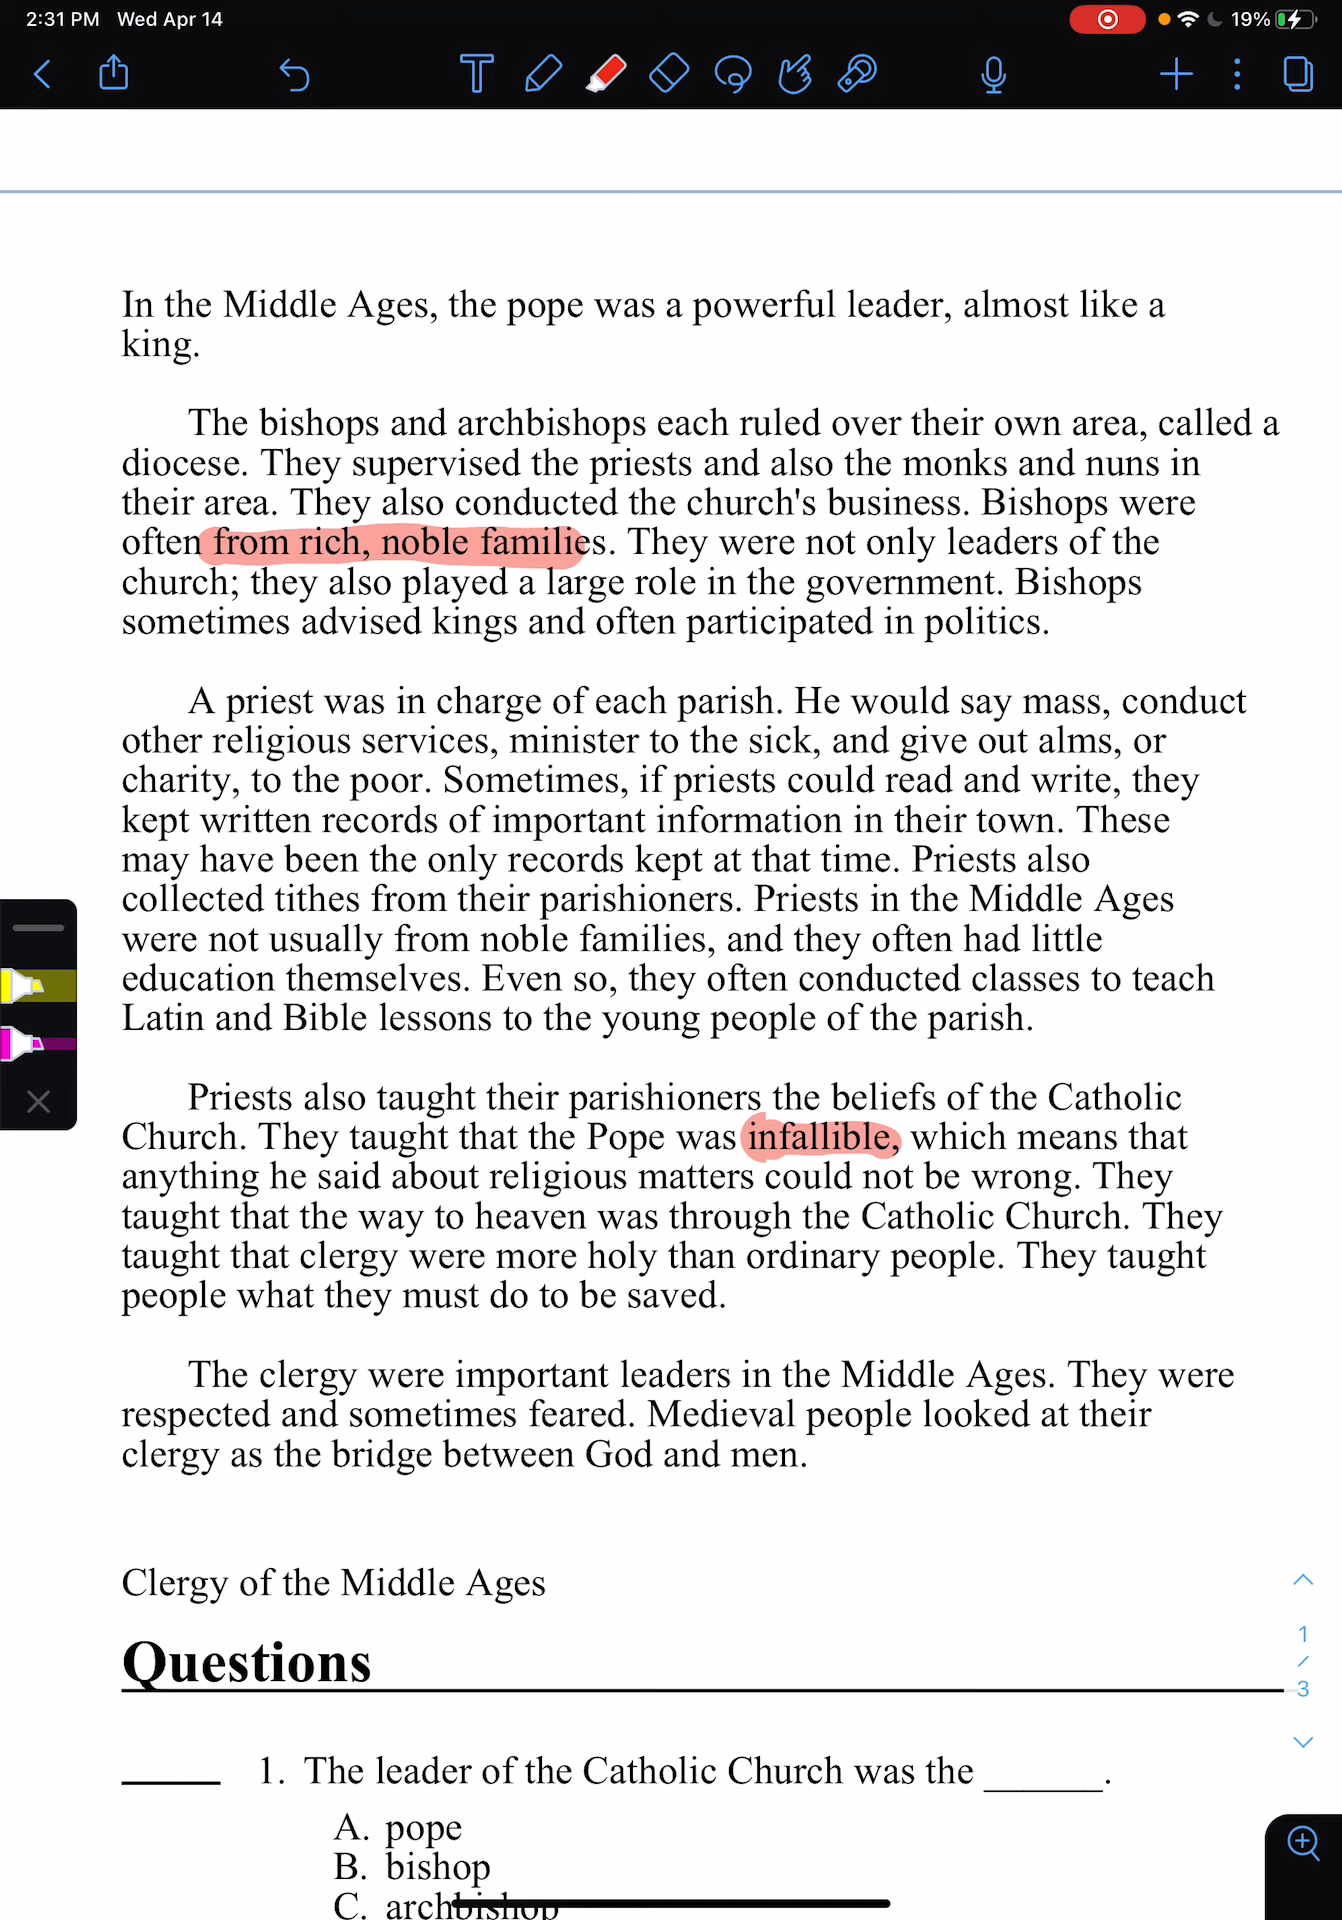 2:31 PM Wed Apr 14
19%
In the Middle Ages, the pope was a powerful leader, almost like a
king.
The bishops and archbishops each ruled over their own area, called a
diocese. They supervised the priests and also the monks and nuns in
their area. They also conducted the church's business. Bishops were
often from rich, noble families. They were not only leaders of the
church; they also played a large role in the government. Bishops
sometimes advised kings and often participated in politics.
A priest was in charge of each parish. He would say mass, conduct
other religious services, minister to the sick, and give out alms, or
charity, to the poor. Sometimes, if priests could read and write, they
kept written records of important information in their town. These
may have been the only records kept at that time. Priests also
collected tithes from their parishioners. Priests in the Middle Ages
were not usually from noble families, and they often had little
education themselves. Even so, they often conducted classes to teach
Latin and Bible lessons to the young people of the parish.
Priests also taught their parishioners the beliefs of the Catholic
Church. They taught that the Pope was infallible, which means that
anything he said about religious matters could not be wrong. They
taught that the way to heaven was through the Catholic Church. They
taught that clergy were more holy than ordinary people. They taught
people what they must do to be saved.
The clergy were important leaders in the Middle Ages. They were
respected and sometimes feared. Medieval people looked at their
clergy as the bridge between God and men.
Clergy of the Middle Ages
Questions
1
/
3
______ 1. The leader of the Catholic Church was the ______.
A. pope
B. bishop
C. archbishop